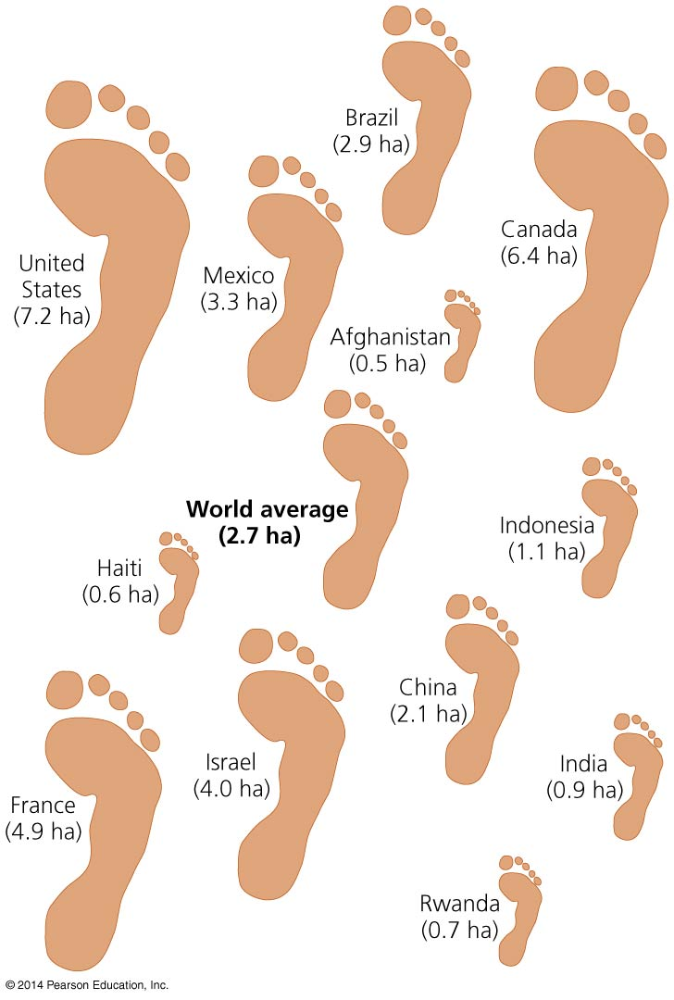 Brazil
(2.9 ha)
Canada
(6.4 ha)
United
States
(7.2 ha)
Mexico
(3.3 ha)
Afghanistan
(0.5 ha)
World average
(2.7 ha)
Indonesia
(1.1 ha)
Haiti
(0.6 ha)
China
(2.1 ha)
Israel
(4.0 ha)
India
(0.9 ha)
France
(4.9 ha)
Rwanda
(0.7 ha)
© 2014 Pearson Education, Inc.